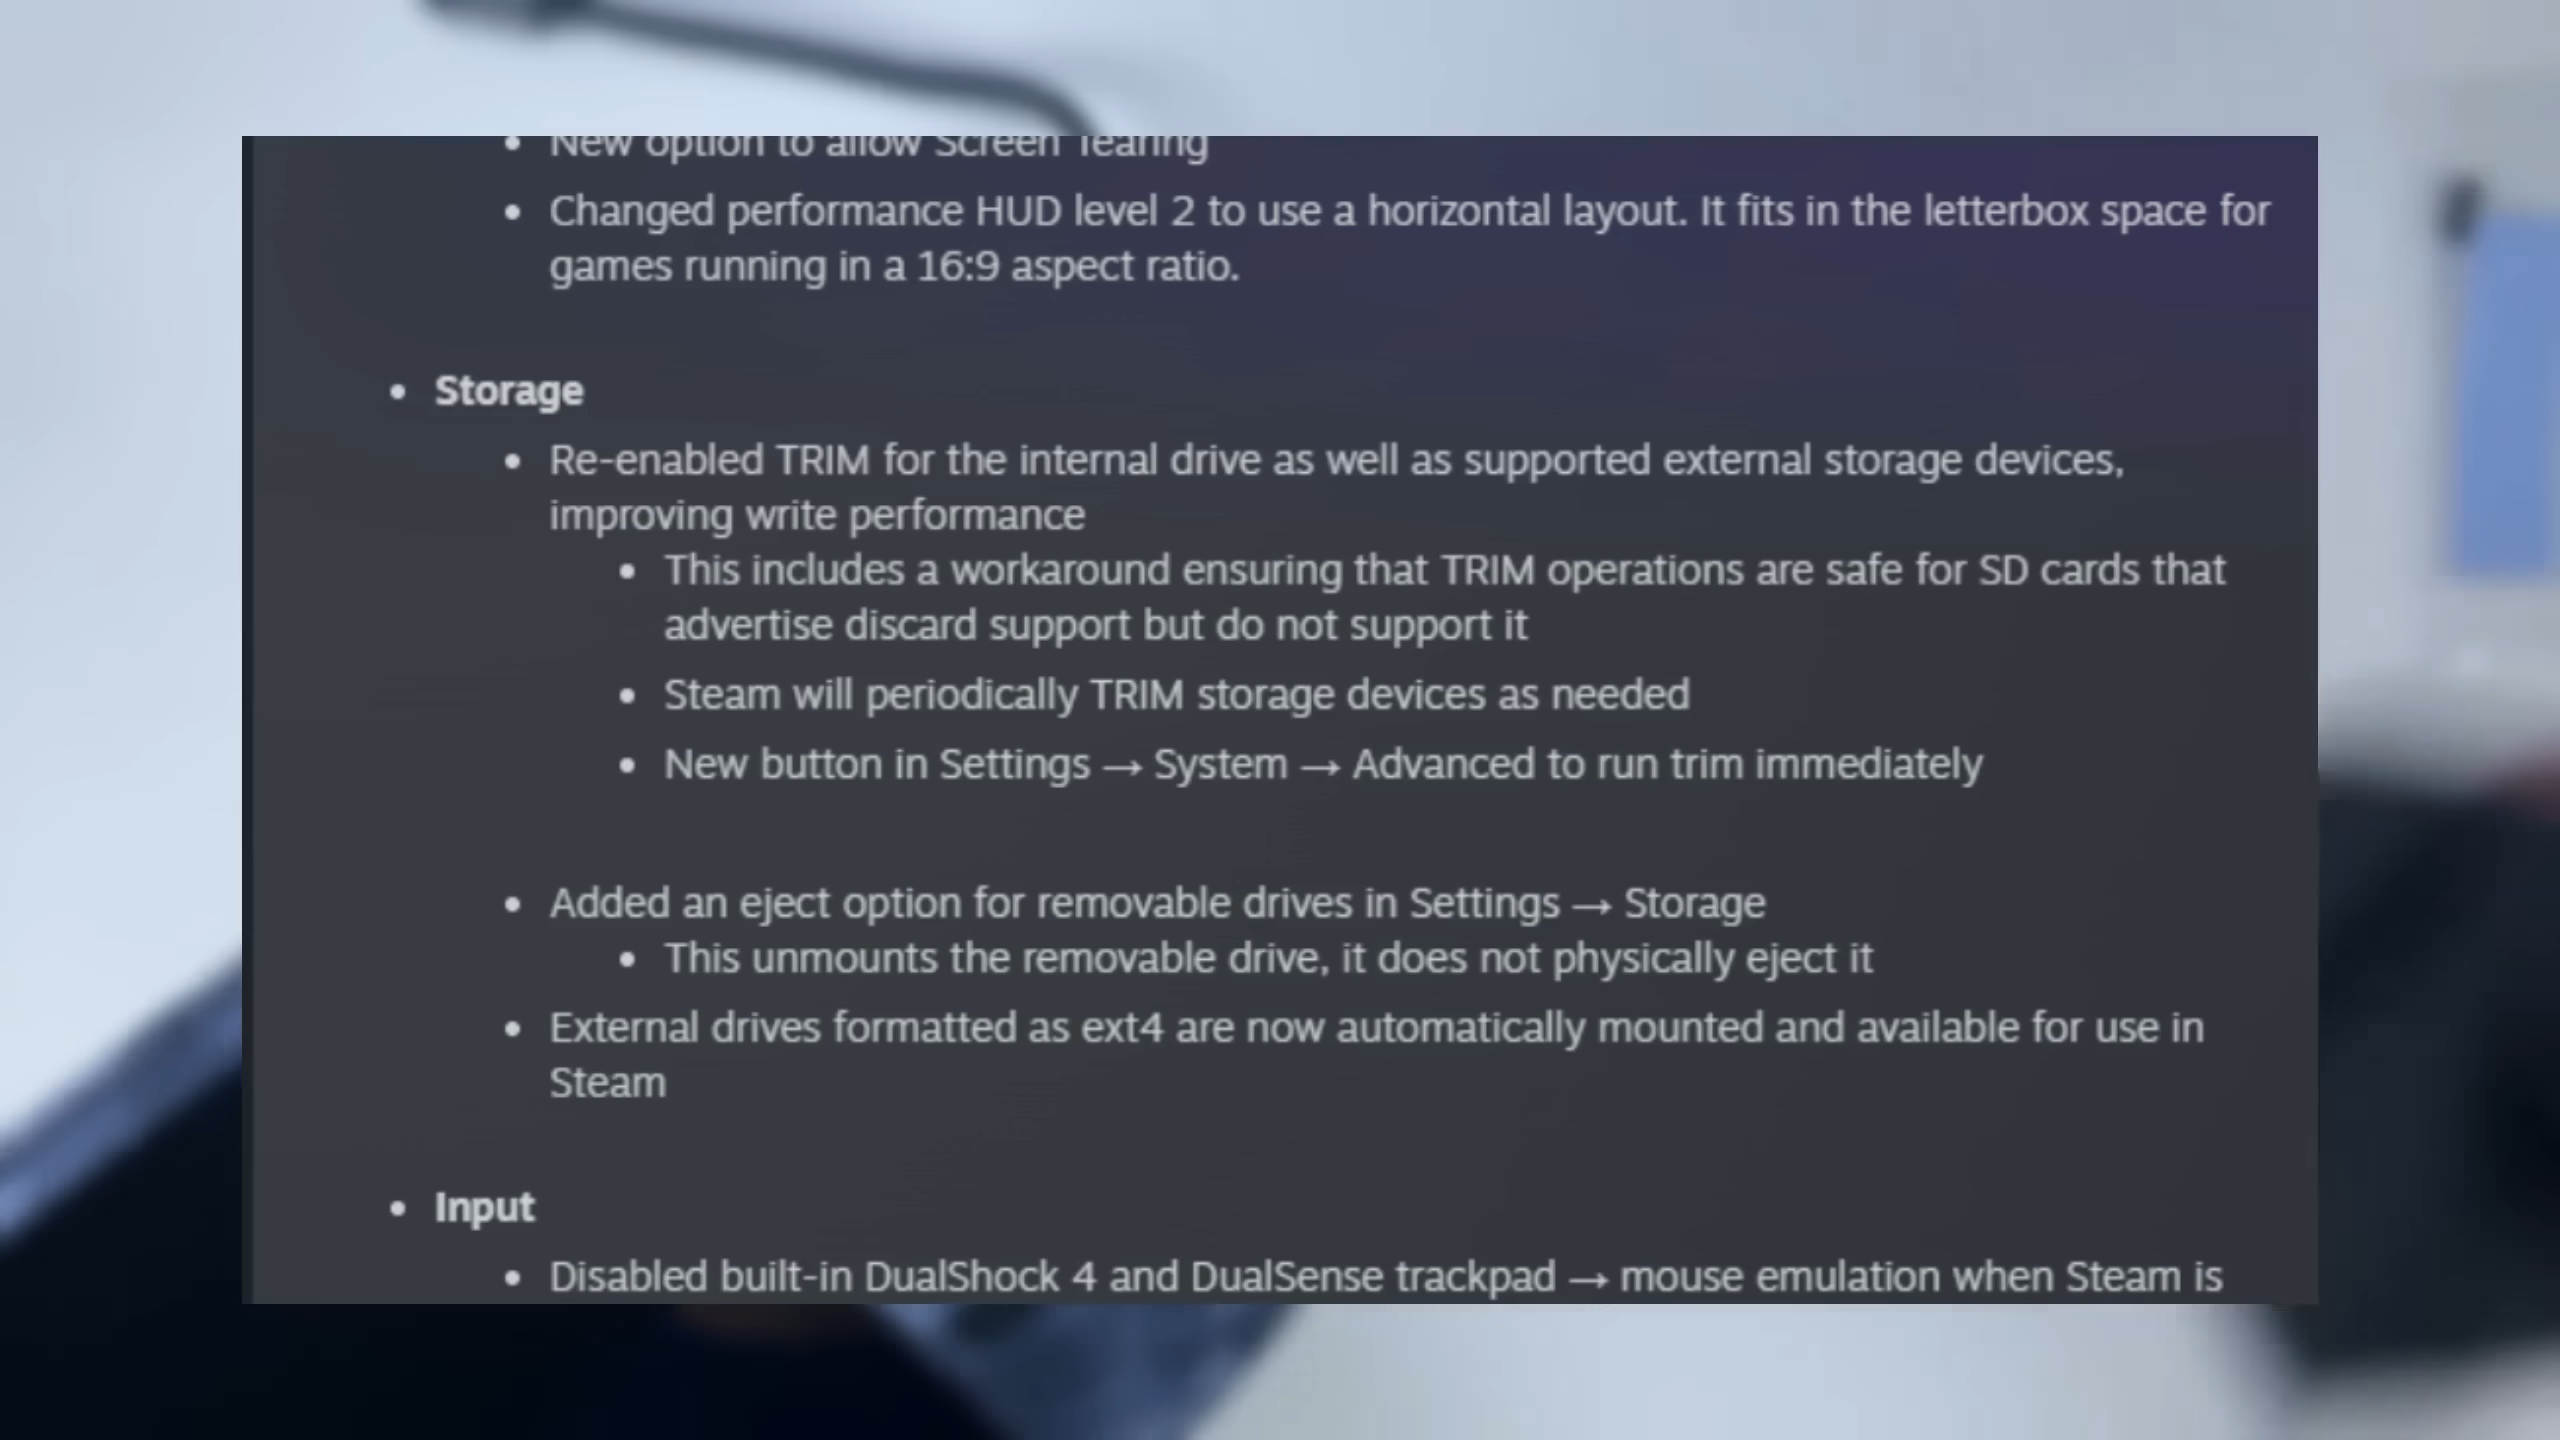 New option to allow Screen Tearing
Changed performance HUD level 2 to use a horizontal layout. It fits in the letterbox space for
games running in a 16:9 aspect ratio.
Storage
Re-enabled TRIM for the internal drive as well as supported external storage devices,
improving write performance
This includes a workaround ensuring that TRIM operations are safe for SD cards that
advertise discard support but do not support it
Steam will periodically TRIM storage devices as needed
New button in Settings → System → Advanced to run trim immediately
Added an eject option for removable drives in Settings → Storage
This unmounts the removable drive, it does not physically eject it
External drives formatted as ext4 are now automatically mounted and available for use in
Steam
Input
Disabled built-in DualShock 4 and DualSense trackpad → mouse emulation when Steam is